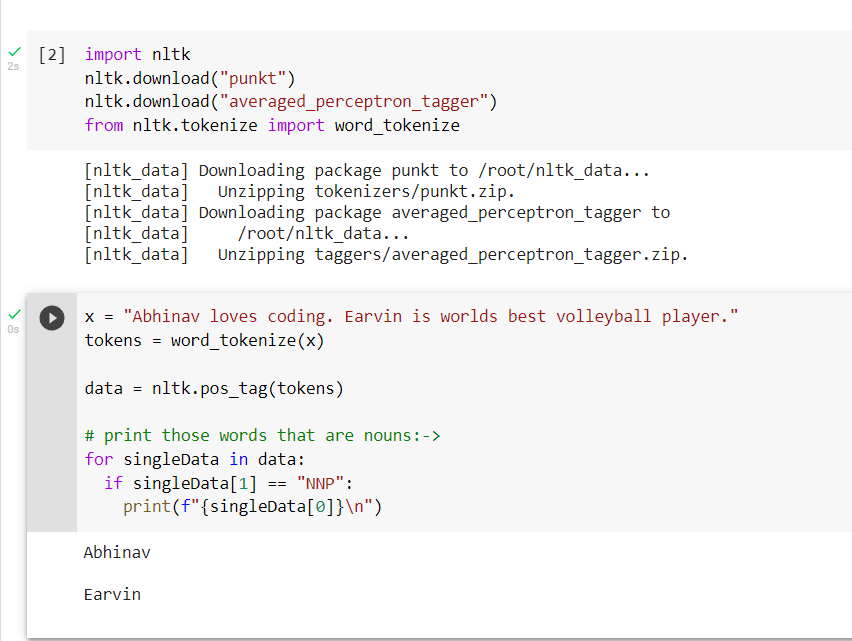 [2] import nltk
2s
nltk.download("punkt")
nltk.download("averaged_perceptron_tagger")
from nltk.tokenize import word_tokenize
[nltk_data] Downloading package punkt to /root/nltk_data...
[nltk_data]   Unzipping tokenizers/punkt.zip.
[nltk_data] Downloading package averaged_perceptron_tagger to
[nltk_data]     /root/nltk_data...
[nltk_data]   Unzipping taggers/averaged_perceptron_tagger.zip.
x = "Abhinav loves coding. Earvin is worlds best volleyball player."
0s
tokens = word_tokenize(x)
data = nltk.pos_tag(tokens)
# print those words that are nouns:->
for singleData in data:
  if singleData[1] == "NNP":
    print(f"{singleData[0]}\n")
Abhinav
Earvin